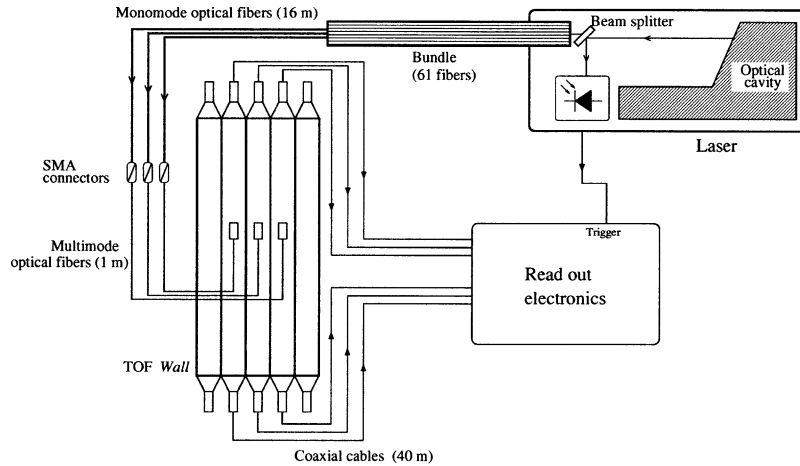 Monomode optical fibers (16 m)
Beam splitter
Bundle
(61 fibers)
Optical
cavity
Laser
SMA
connectors
Multimode
optical fibers (1 m)
Trigger
Read out
electronics
TOF Wall
Coaxial cables (40 m)